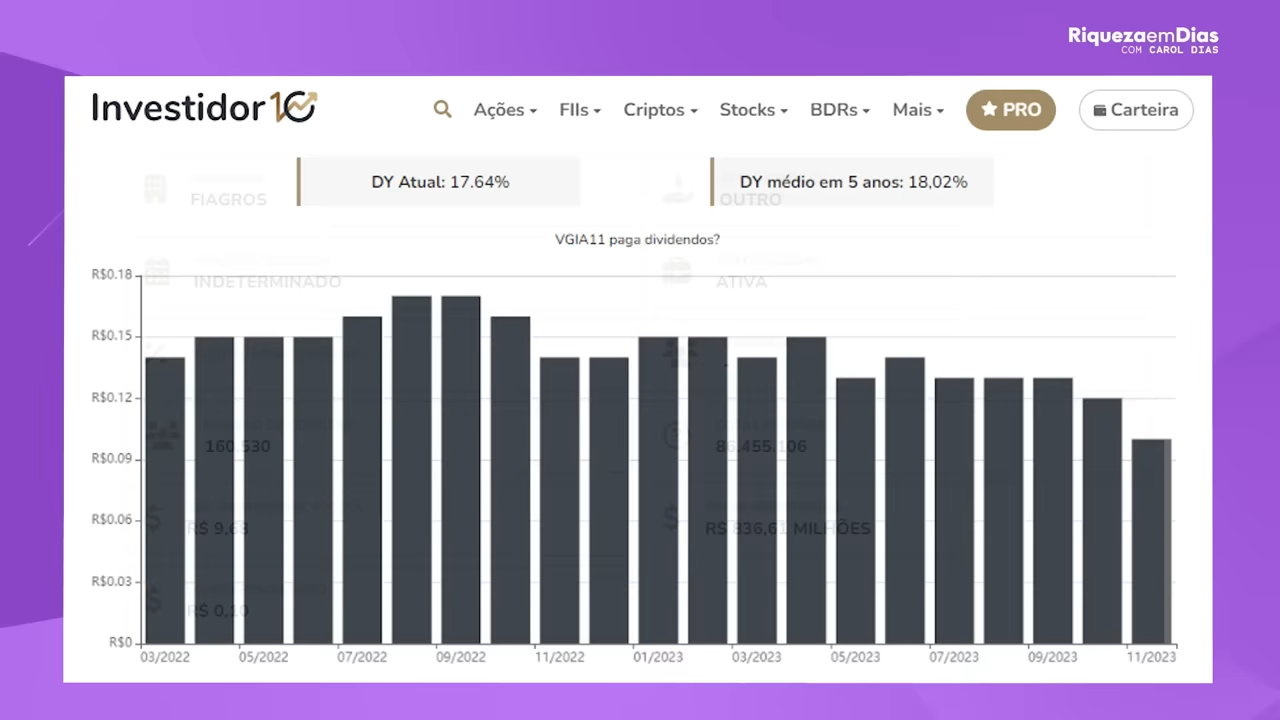 RiquezaemDias
COM CAROL DIAS
Investidor 10
Ações
FIIs
Criptos
Stocks
BDRs
Mais
PRO
Carteira
DY Atual: 17.64%
DY médio em 5 anos: 18,02%
FIAGROS
OUTRO
VGIA11 paga dividendos?
INDETERMINADO
ATIVA
160.530
86.455.106
R$ 9,68
R$ 836,61 MILHÕES
R$ 0,10
R$0.18
R$0.15
R$0.12
R$0.09
R$0.06
R$0.03
R$0
03/2022
05/2022
07/2022
09/2022
11/2022
01/2023
03/2023
05/2023
07/2023
09/2023
11/2023